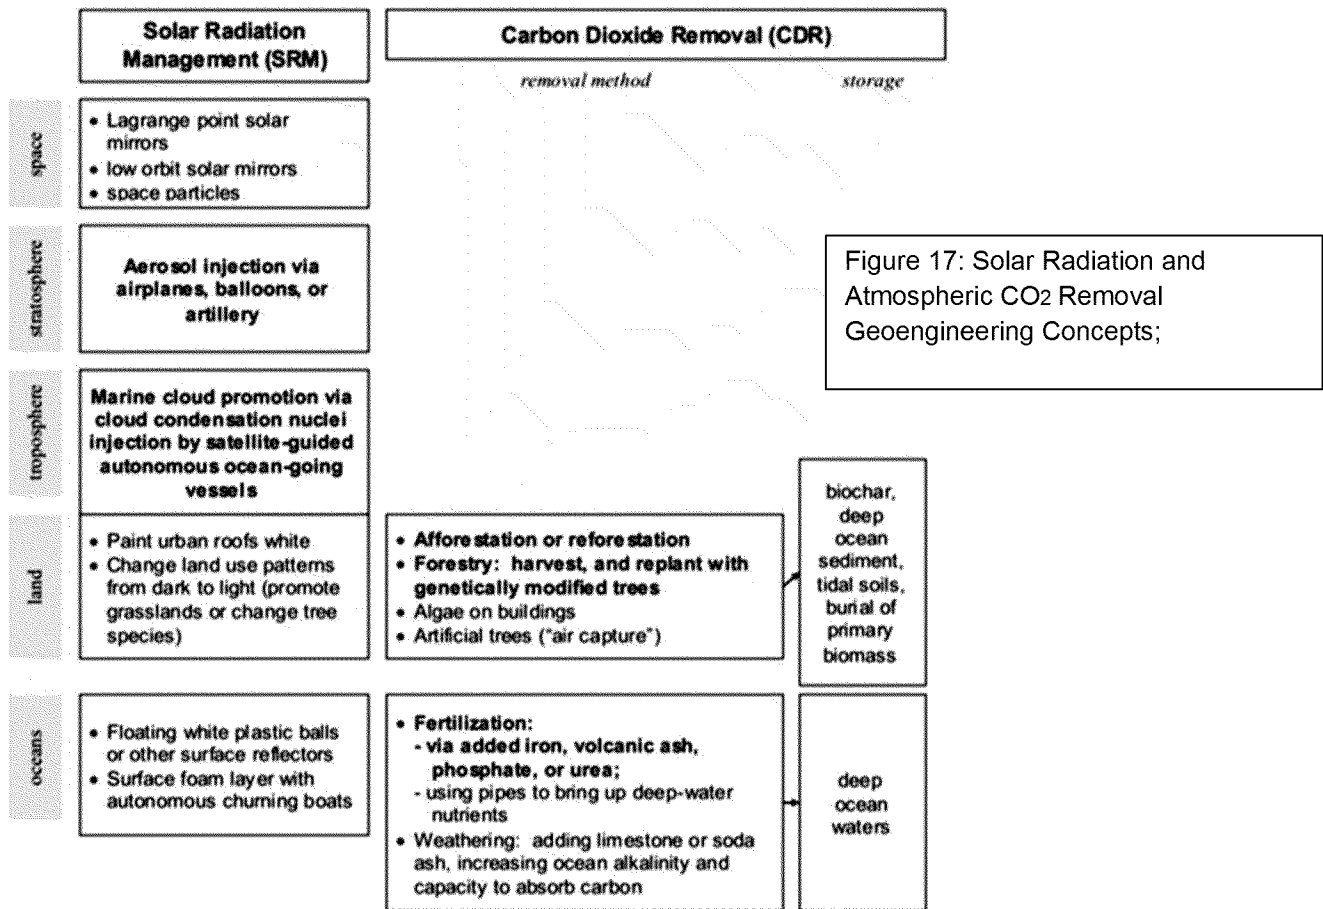 Solar Radiation
Management (SRM)
Carbon Dioxide Removal (CDR)
removal method
storage
space
• Lagrange point solar
mirrors
• low orbit solar mirrors
• space particles
stratosphere
Aerosol injection via
airplanes, balloons, or
artillery
Figure 17: Solar Radiation and
Atmospheric CO2 Removal
Geoengineering Concepts;
troposphere
Marine cloud promotion via
cloud condensation nuclei
injection by satellite-guided
autonomous ocean-going
vessels
land
• Paint urban roofs white
• Change land use patterns
from dark to light (promote
grasslands or change tree
species)
• Afforestation or reforestation
• Forestry: harvest, and replant with
genetically modified trees
• Algae on buildings
• Artificial trees ("air capture")
biochar,
deep
ocean
sediment,
tidal soils,
burial of
primary
biomass
oceans
• Floating white plastic balls
or other surface reflectors
• Surface foam layer with
autonomous churning boats
• Fertilization:
- via added iron, volcanic ash,
phosphate, or urea;
- using pipes to bring up deep-water
nutrients
• Weathering: adding limestone or soda
ash, increasing ocean alkalinity and
capacity to absorb carbon
deep
ocean
waters